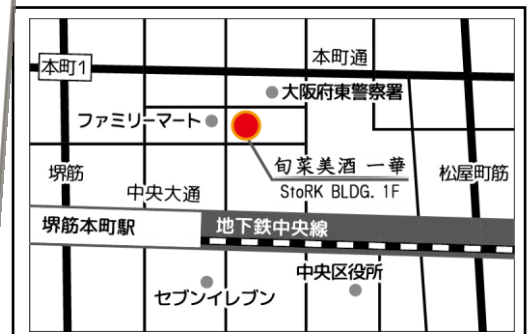 本町通
本町1
大阪府東警察署
ファミリーマート
旬菜美酒 一華
StoRK BLDG. 1F
堺筋
松屋町筋
中央大通
堺筋本町駅
地下鉄中央線
中央区役所
セブンイレブン